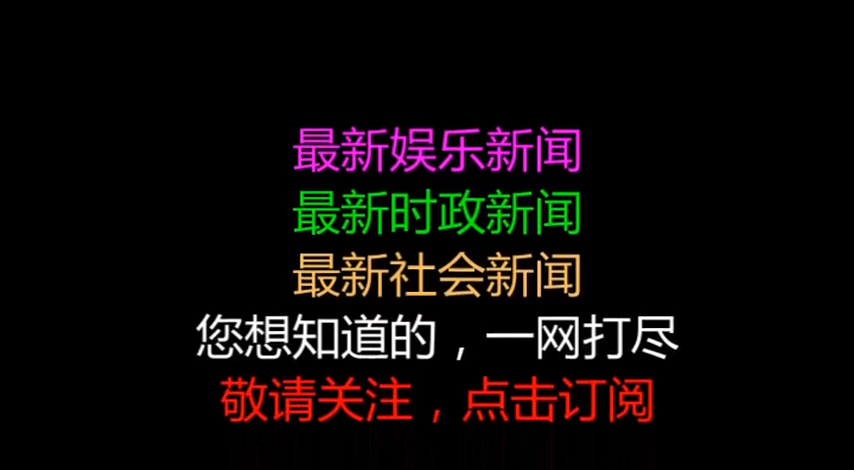 最新娱乐新闻
最新时政新闻
最新社会新闻
您想知道的，一网打尽
敬请关注，点击订阅